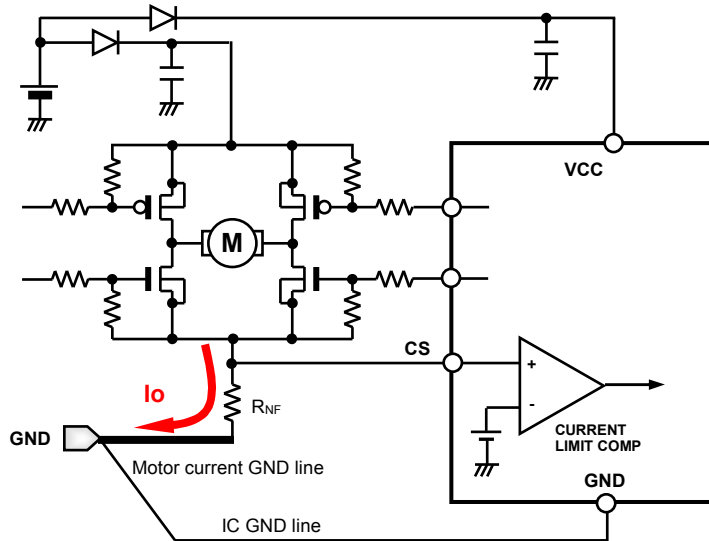 VCC
M
CS
Io
RNF
+
-
CURRENT
LIMIT COMP
GND
Motor current GND line
GND
IC GND line